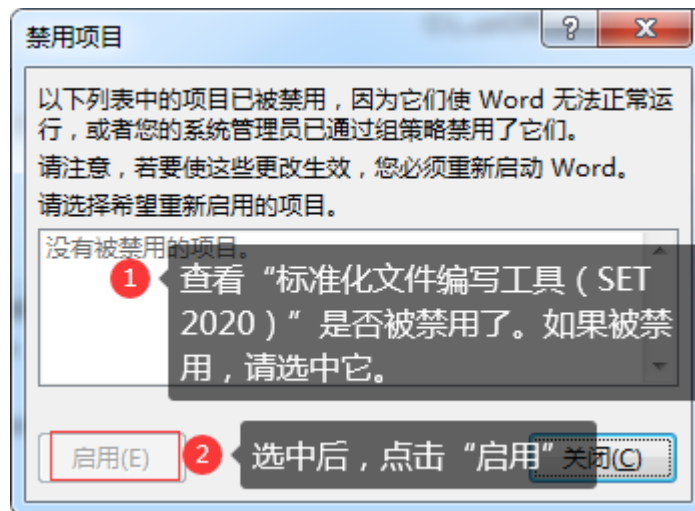 禁用项目
以下列表中的项目已被禁用，因为它们使 Word 无法正常运
行，或者您的系统管理员已通过组策略禁用了它们。
请注意，若要使这些更改生效，您必须重新启动 Word。
请选择希望重新启用的项目。
没有被禁用的项目。
1 查看“标准化文件编写工具（SET
2020）”是否被禁用了。如果被禁
用，请选中它。
启用(E) 2 选中后，点击“启用” 关闭(C)